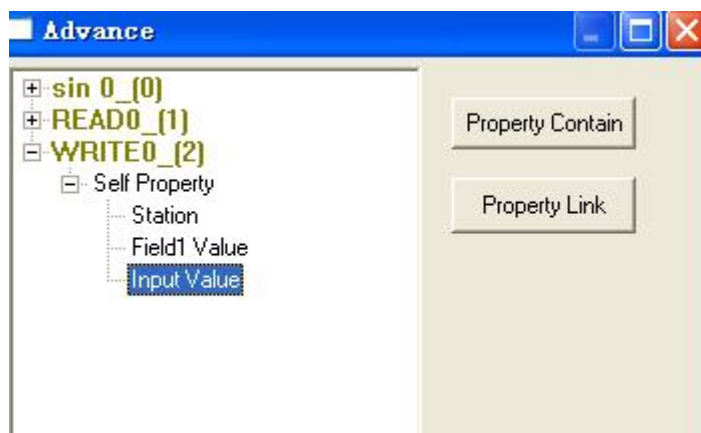 Advance
sin 0_(0)
READ0_(1)
WRITE0_(2)
Self Property
Station
Field1 Value
Input Value
Property Contain
Property Link